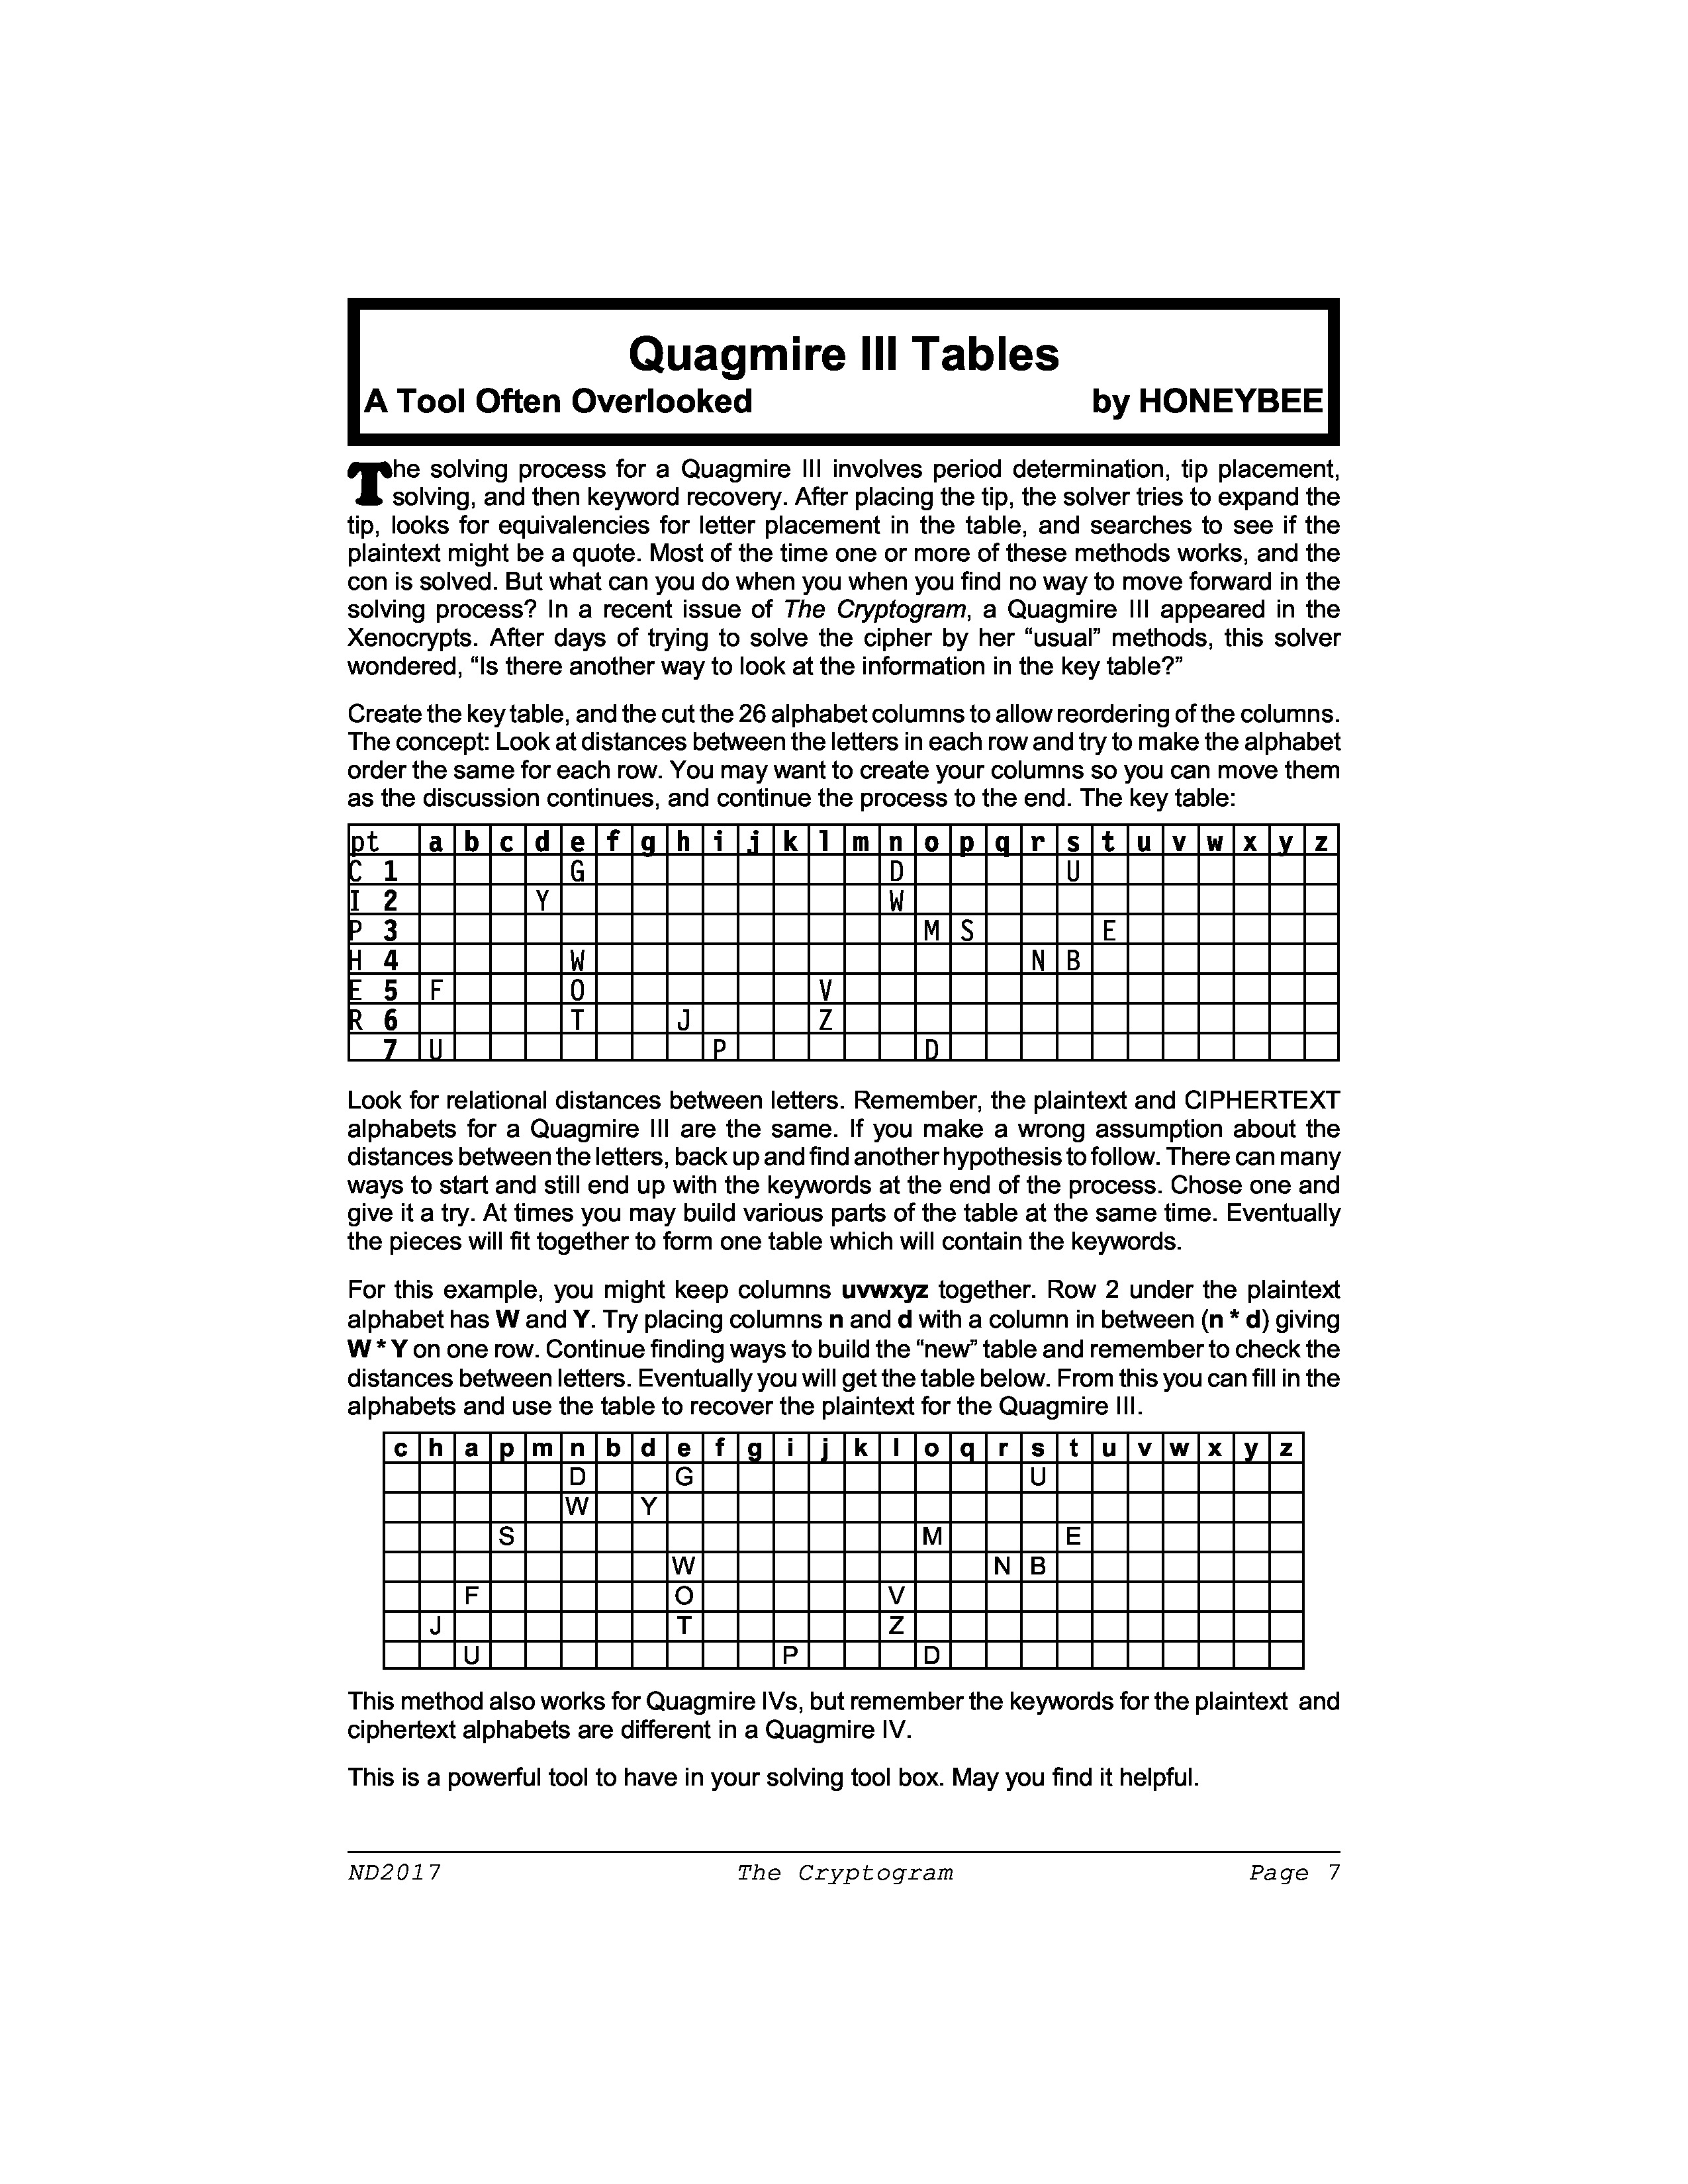 Quagmire III Tables
A Tool Often Overlooked by HONEYBEE
The solving process for a Quagmire III involves period determination, tip placement,
solving, and then keyword recovery. After placing the tip, the solver tries to expand the
tip, looks for equivalencies for letter placement in the table, and searches to see if the
plaintext might be a quote. Most of the time one or more of these methods works, and the
con is solved. But what can you do when you when you find no way to move forward in the
solving process? In a recent issue of The Cryptogram, a Quagmire III appeared in the
Xenocrypts. After days of trying to solve the cipher by her “usual” methods, this solver
wondered, “Is there another way to look at the information in the key table?”
Create the key table, and the cut the 26 alphabet columns to allow reordering of the columns.
The concept: Look at distances between the letters in each row and try to make the alphabet
order the same for each row. You may want to create your columns so you can move them
as the discussion continues, and continue the process to the end. The key table:
pt a b c d e f g h i j k l m n o p q r s t u v w x y z
C 1 G D U
I 2 Y W
P 3 M S E
H 4 W N B
E 5 F O V
R 6 T J Z
7 U P D
Look for relational distances between letters. Remember, the plaintext and CIPHERTEXT
alphabets for a Quagmire III are the same. If you make a wrong assumption about the
distances between the letters, back up and find another hypothesis to follow. There can many
ways to start and still end up with the keywords at the end of the process. Chose one and
give it a try. At times you may build various parts of the table at the same time. Eventually
the pieces will fit together to form one table which will contain the keywords.
For this example, you might keep columns uvwxyz together. Row 2 under the plaintext
alphabet has W and Y. Try placing columns n and d with a column in between (n * d) giving
W * Y on one row. Continue finding ways to build the “new” table and remember to check the
distances between letters. Eventually you will get the table below. From this you can fill in the
alphabets and use the table to recover the plaintext for the Quagmire III.
c h a p m n b d e f g i j k l o q r s t u v w x y z
D G U
W Y
S M E
W N B
F O V
J T Z
U P D
This method also works for Quagmire IVs, but remember the keywords for the plaintext and
ciphertext alphabets are different in a Quagmire IV.
This is a powerful tool to have in your solving tool box. May you find it helpful.
ND2017 The Cryptogram Page 7